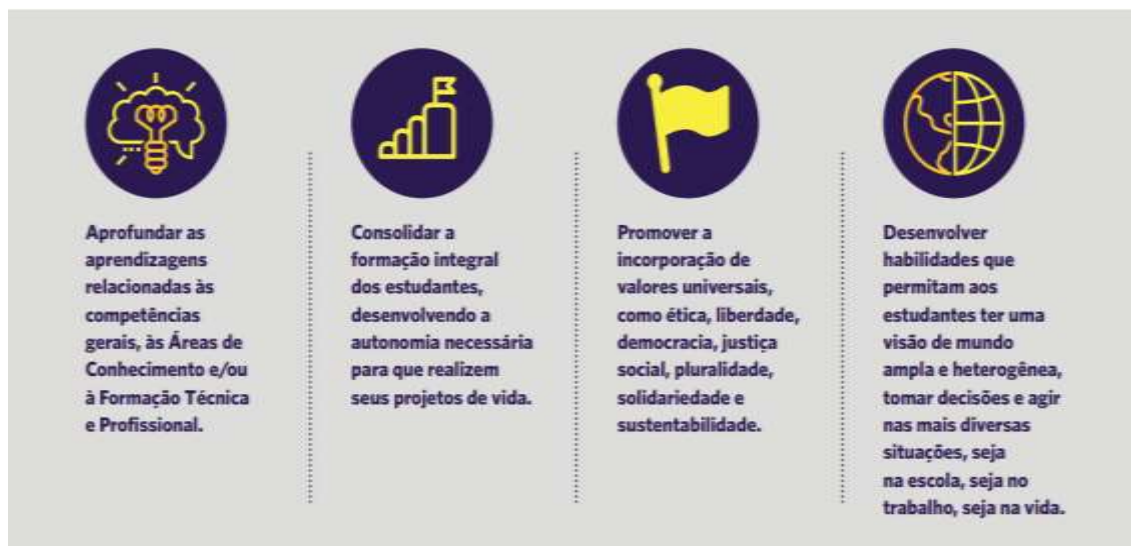 Aprofundar as
aprendizagens
relacionadas às
competências
gerais, às Áreas de
Conhecimento e/ou
à Formação Técnica
e Profissional.
Consolidar a
formação integral
dos estudantes,
desenvolvendo a
autonomia necessária
para que realizem
seus projetos de vida.
Promover a
incorporação de
valores universais,
como ética, liberdade,
democracia, justiça
social, pluralidade,
solidariedade e
sustentabilidade.
Desenvolver
habilidades que
permitam aos
estudantes ter uma
visão de mundo
ampla e heterogênea,
tomar decisões e agir
nas mais diversas
situações, seja
na escola, seja no
trabalho, seja na vida.